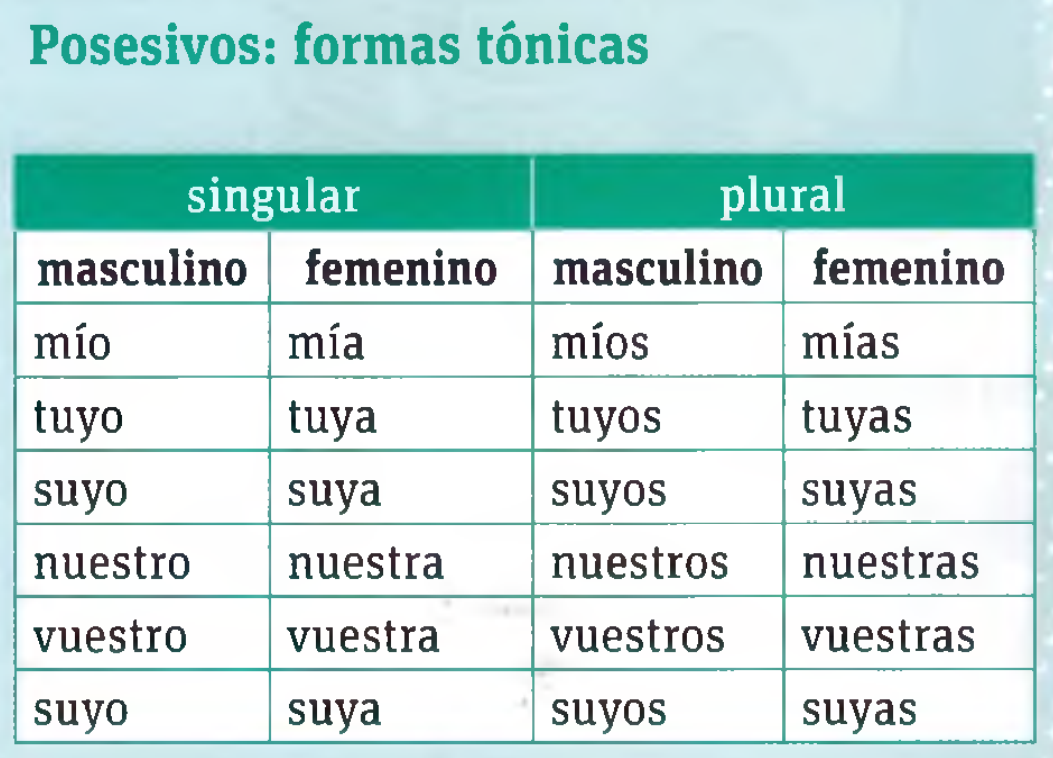 Posesivos: formas tónicas
singular plural
masculino femenino masculino femenino
mío mía míos mías
tuyo tuya tuyos tuyas
suyo suya suyos suyas
nuestro nuestra nuestros nuestras
vuestro vuestra vuestros vuestras
suyo suya suyos suyas